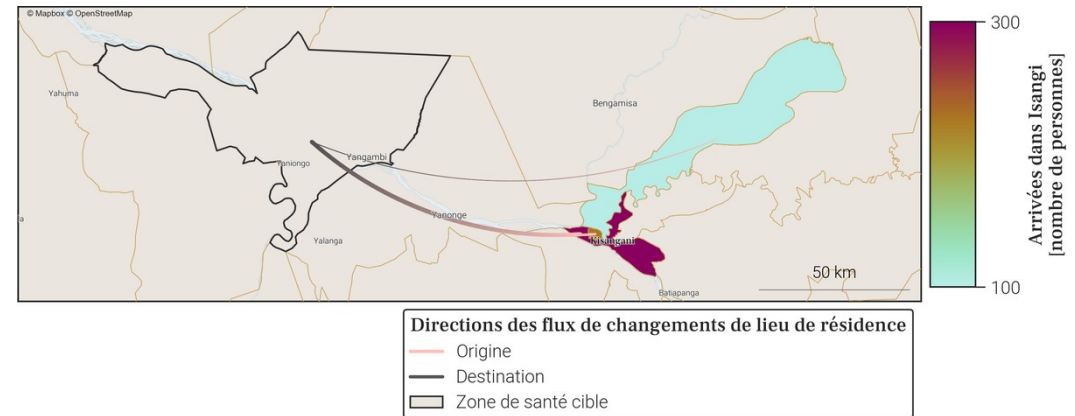 © Mapbox © OpenStreetMap
Yahuma
Bengamisa
Yaniongo
Yangambi
Yanonge
Yalanga
Kisangani
a
Batiapanga
50 km
300
100
Arrivées dans Isangi
[nombre de personnes]
Directions des flux de changements de lieu de résidence
Origine
Destination
Zone de santé cible